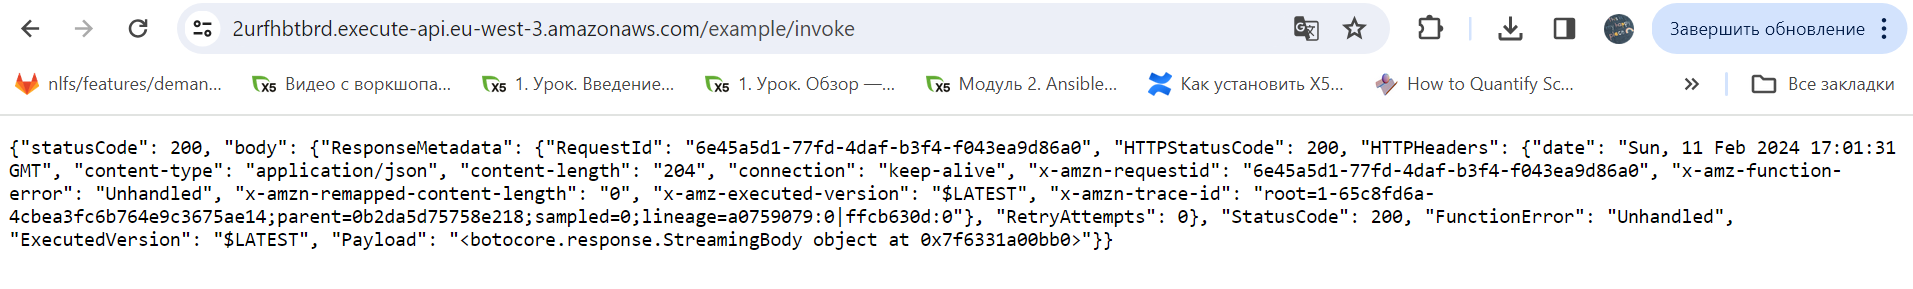 2urfhbtbrd.execute-api.eu-west-3.amazonaws.com/example/invoke
Завершить обновление
nlfs/features/deman...
Видео с воркшопа...
1. Урок. Введение...
1. Урок. Обзор —...
Модуль 2. Ansible...
Как установить X5...
How to Quantify Sc...
Все закладки
{"statusCode": 200, "body": {"ResponseMetadata": {"RequestId": "6e45a5d1-77fd-4daf-b3f4-f043ea9d86a0", "HTTPStatusCode": 200, "HTTPHeaders": {"date": "Sun, 11 Feb 2024 17:01:31
GMT", "content-type": "application/json", "content-length": "204", "connection": "keep-alive", "x-amzn-requestid": "6e45a5d1-77fd-4daf-b3f4-f043ea9d86a0", "x-amz-function-
error": "Unhandled", "x-amzn-remapped-content-length": "0", "x-amz-executed-version": "$LATEST", "x-amzn-trace-id": "root=1-65c8fd6a-
4cbea3fc6b764e9c3675ae14;parent=0b2da5d75758e218;sampled=0;lineage=a0759079:0|ffcb630d:0"}, "RetryAttempts": 0}, "StatusCode": 200, "FunctionError": "Unhandled",
"ExecutedVersion": "$LATEST", "Payload": "<botocore.response.StreamingBody object at 0x7f6331a00bb0>"}}